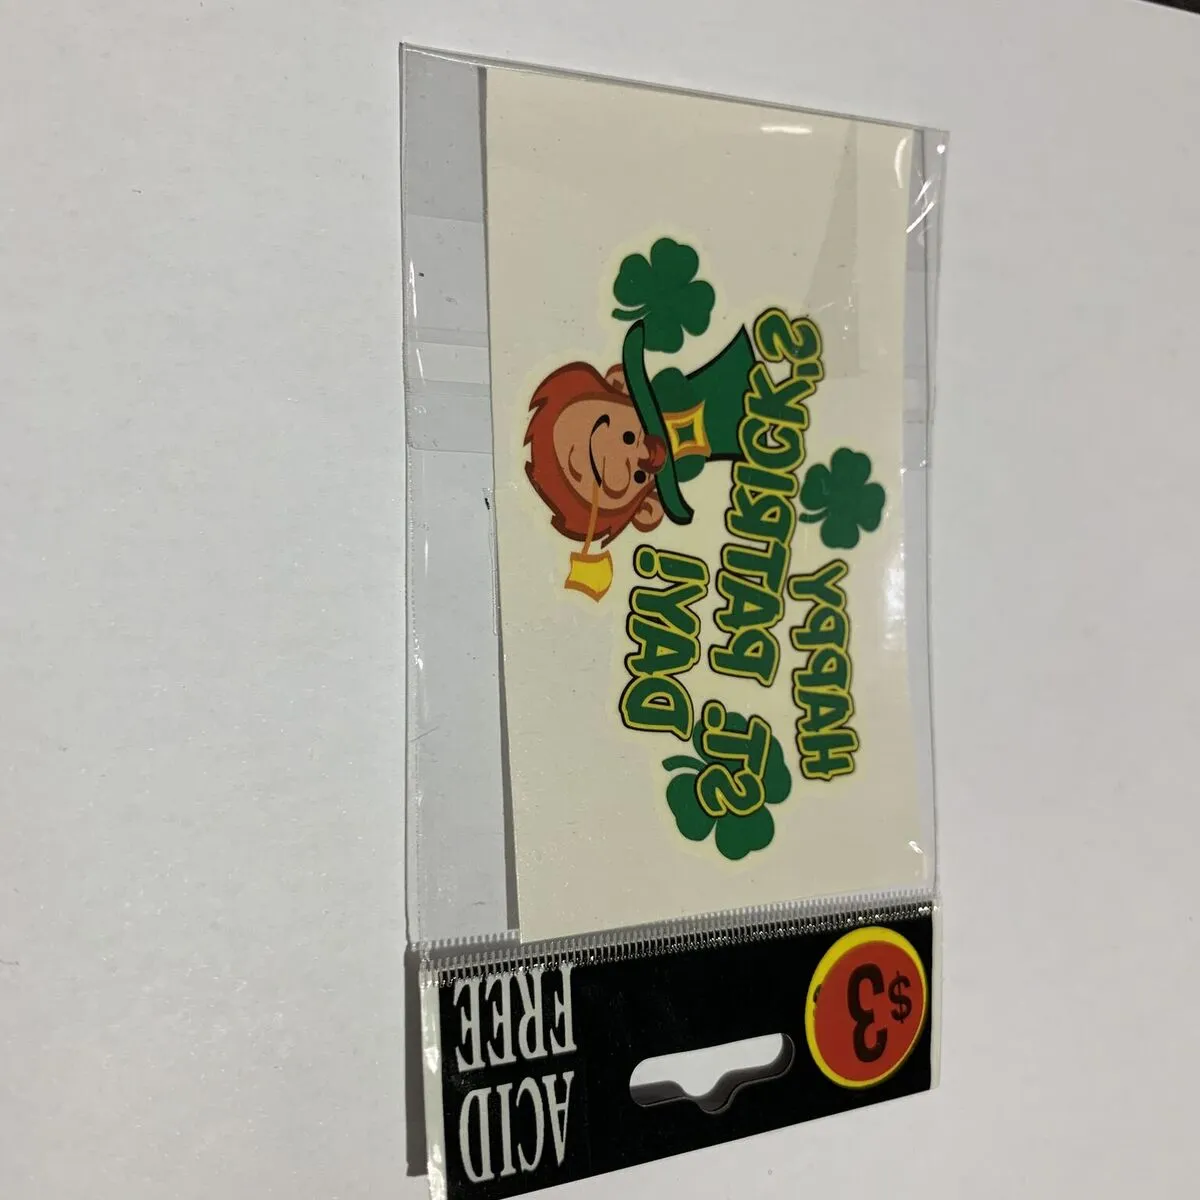 HAPPY
ST. PATRICK'S
DAY!
$3
ACID
FREE